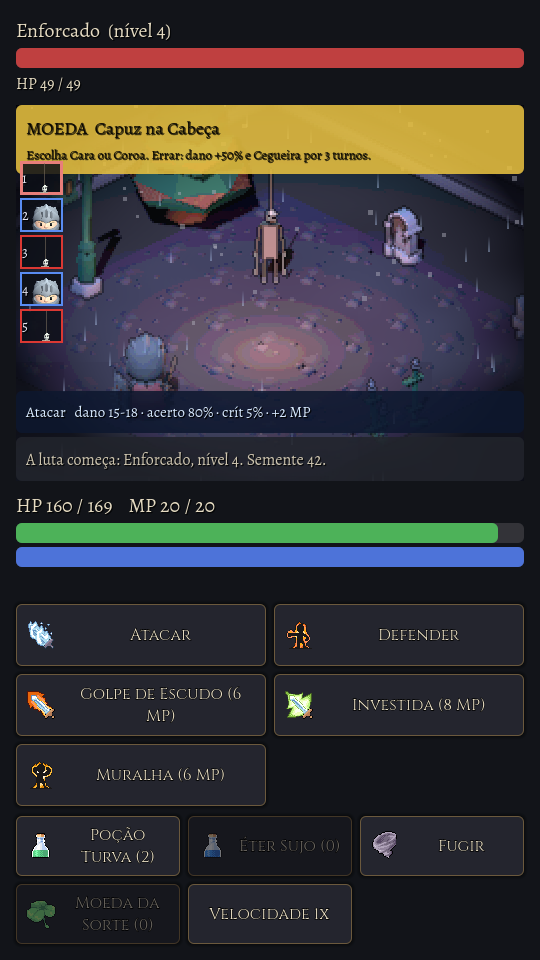 Enforcado (nível 4)
HP 49 / 49
MOEDA Capuz na Cabeça
Escolha Cara ou Coroa. Errar: dano +50% e Cegueira por 3 turnos.
1
2
3
4
5
Atacar dano 15-18 · acerto 80% · crít 5% · +2 MP
A luta começa: Enforcado, nível 4. Semente 42.
HP 160 / 169 MP 20 / 20
Atacar
Defender
Golpe de Escudo (6
MP)
Investida (8 MP)
Muralha (6 MP)
Poção
Turva (2)
Éter Sujo (0)
Fugir
Moeda da
Sorte (0)
Velocidade 1x